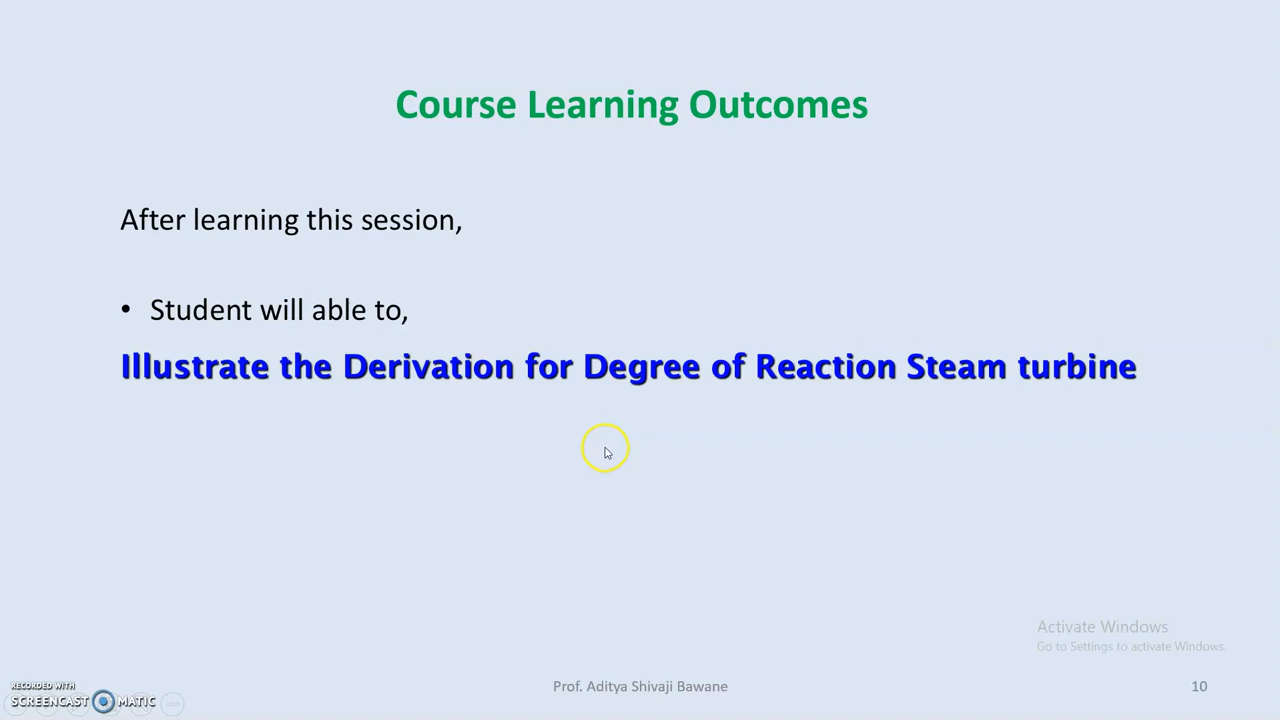 Course Learning Outcomes
After learning this session,
• Student will able to,
Illustrate the Derivation for Degree of Reaction Steam turbine
Activate Windows
Go to Settings to activate Windows.
RECORDED WITH
SCREENCAST MATIC
Prof. Aditya Shivaji Bawane
10